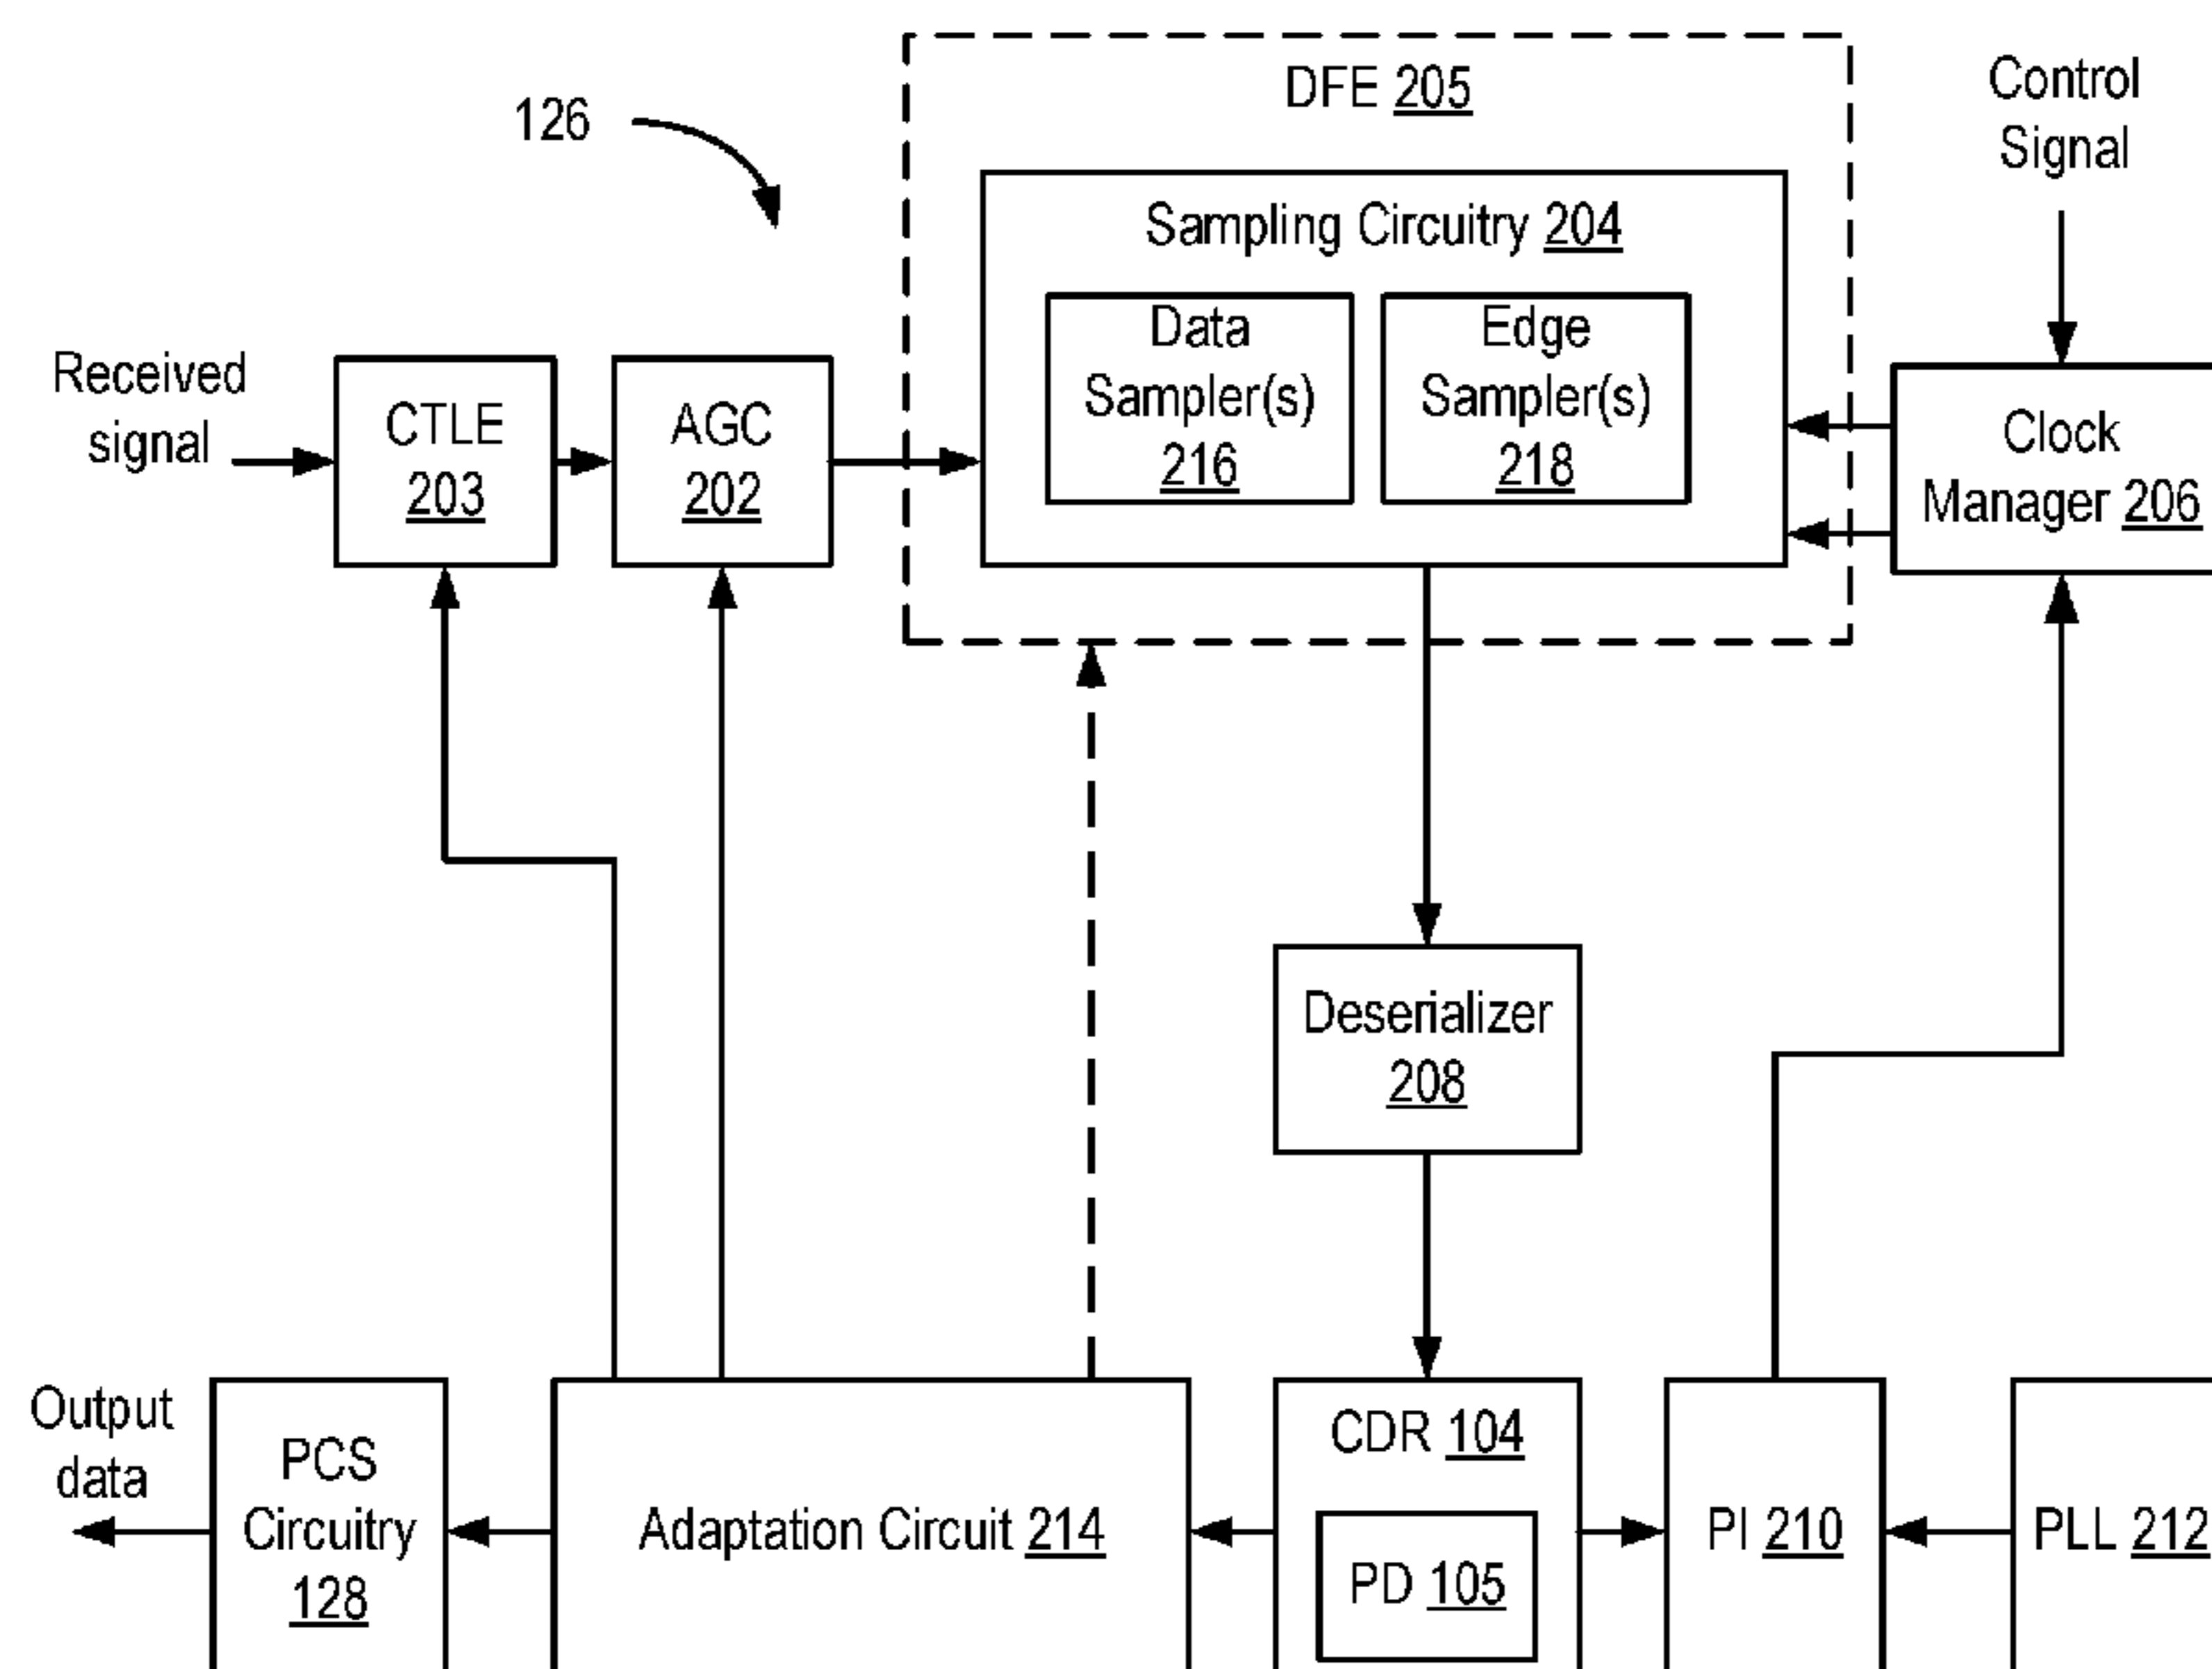 DFE 205
Control
Signal
126
Sampling Circuitry 204
Data
Sampler(s)
216
Edge
Sampler(s)
218
Received
signal
CTLE
203
AGC
202
Clock
Manager 206
Deserializer
208
Output
data
PCS
Circuitry
128
Adaptation Circuit 214
CDR 104
PD 105
PI 210
PLL 212